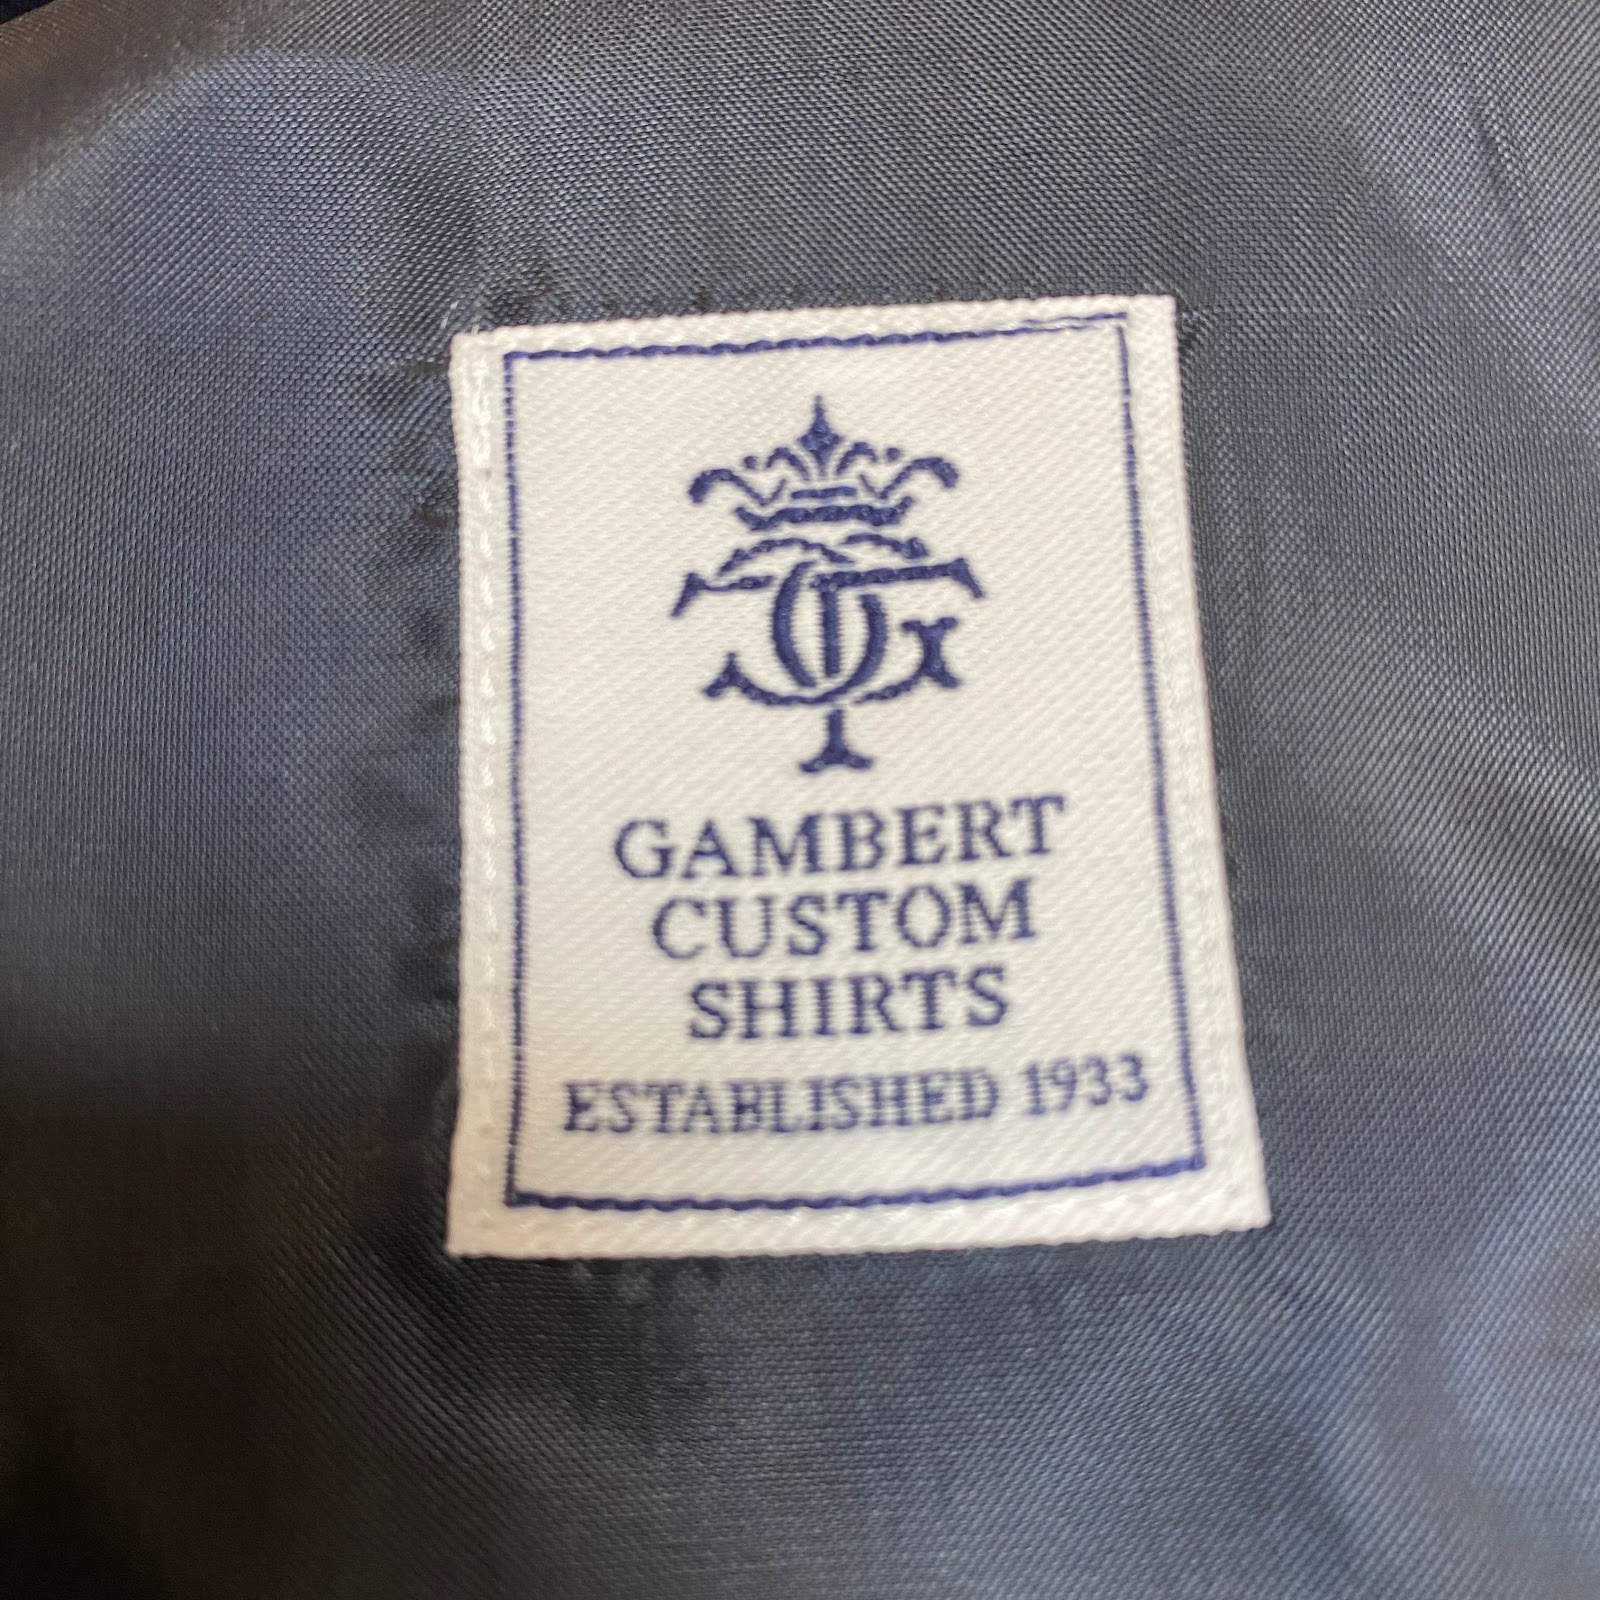 GAMBERT
CUSTOM
SHIRTS
ESTABLISHED 1933